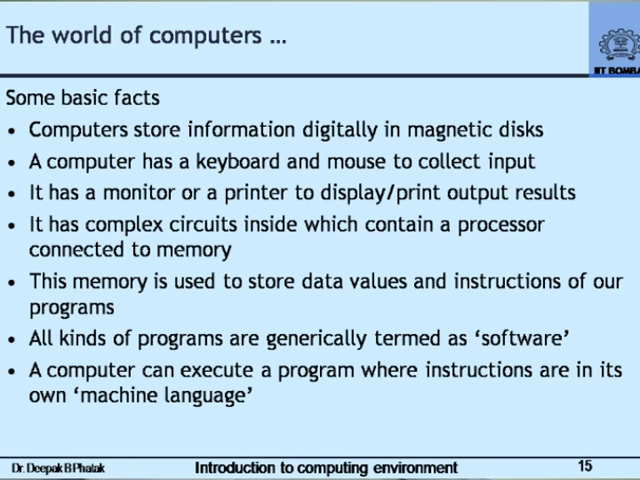 The world of computers ...
IIT BOMBA
Some basic facts
• Computers store information digitally in magnetic disks
• A computer has a keyboard and mouse to collect input
• It has a monitor or a printer to display/print output results
• It has complex circuits inside which contain a processor
connected to memory
• This memory is used to store data values and instructions of our
programs
• All kinds of programs are generically termed as ‘software’
• A computer can execute a program where instructions are in its
own ‘machine language’
Dr. Deepak B Phatak
Introduction to computing environment
15